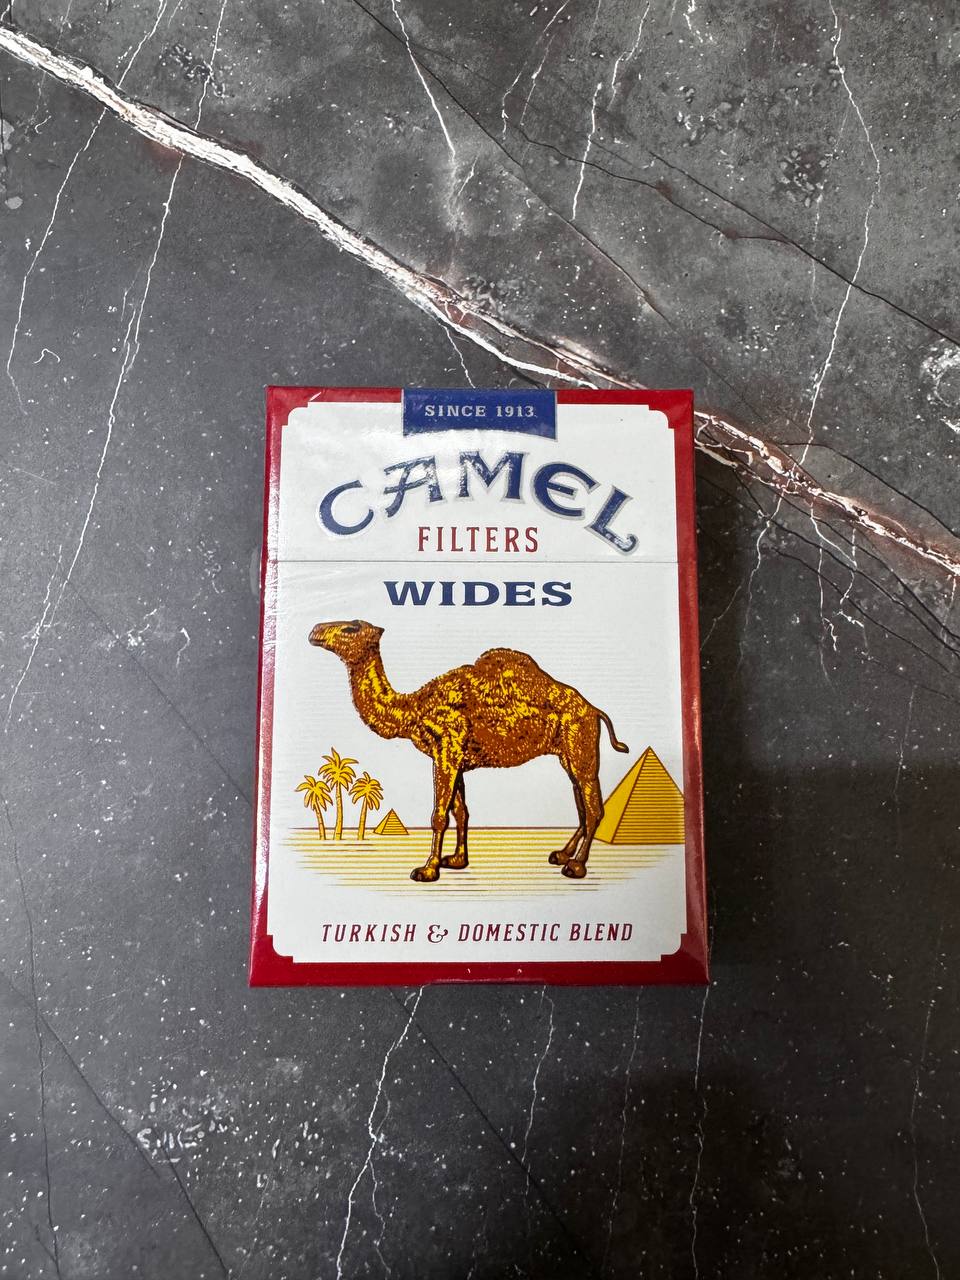 SINCE 1913
CAMEL
FILTERS
WIDES
TURKISH & DOMESTIC BLEND